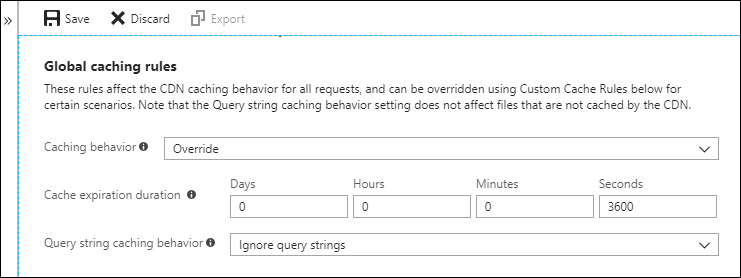 » Save Discard Export
Global caching rules
These rules affect the CDN caching behavior for all requests, and can be overridden using Custom Cache Rules below for
certain scenarios. Note that the Query string caching behavior setting does not affect files that are not cached by the CDN.
Caching behavior Override
Days Hours Minutes Seconds
Cache expiration duration 0 0 0 3600
Query string caching behavior Ignore query strings